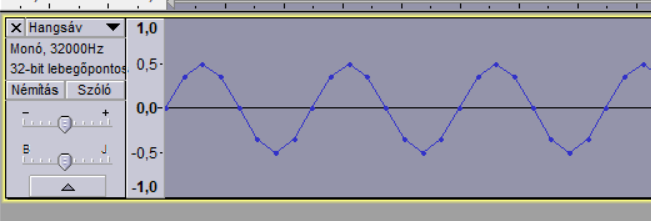 X Hangsáv ▼
Monó, 32000Hz
32-bit lebegőpontos
Némítás Szóló
- +
B J
1,0
0,5-
0,0-
-0,5-
-1,0